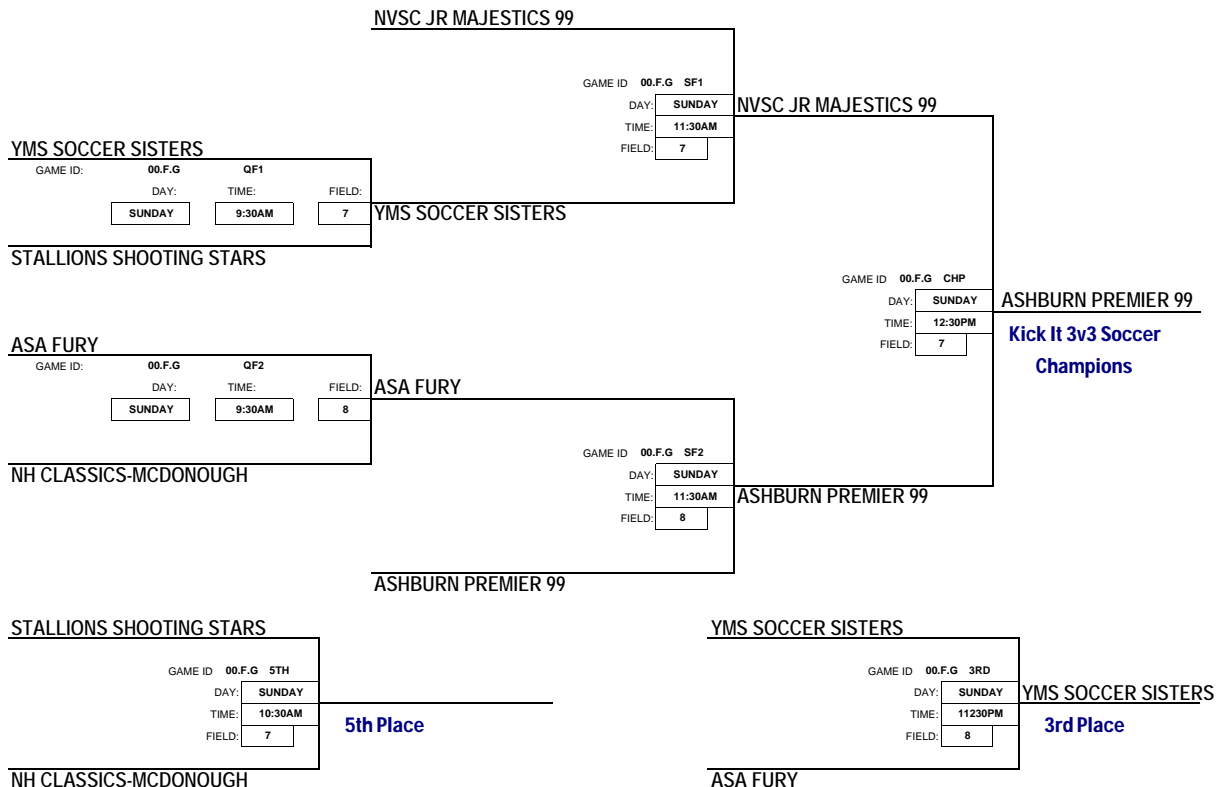 NVSC JR MAJESTICS 99
GAME ID 00.F.G SF1
DAY: SUNDAY
NVSC JR MAJESTICS 99
TIME: 11:30AM
FIELD: 7
YMS SOCCER SISTERS
GAME ID: 00.F.G QF1
DAY: TIME: FIELD:
SUNDAY 9:30AM 7
YMS SOCCER SISTERS
STALLIONS SHOOTING STARS
GAME ID 00.F.G CHP
DAY: SUNDAY
ASHBURN PREMIER 99
TIME: 12:30PM
FIELD: 7
Kick It 3v3 Soccer
Champions
ASA FURY
GAME ID: 00.F.G QF2
DAY: TIME: FIELD:
SUNDAY 9:30AM 8
ASA FURY
NH CLASSICS-MCDONOUGH
GAME ID 00.F.G SF2
DAY: SUNDAY
TIME: 11:30AM
FIELD: 8
ASHBURN PREMIER 99
ASHBURN PREMIER 99
STALLIONS SHOOTING STARS
GAME ID 00.F.G 5TH
DAY: SUNDAY
TIME: 10:30AM
FIELD: 7
5th Place
NH CLASSICS-MCDONOUGH
YMS SOCCER SISTERS
GAME ID 00.F.G 3RD
DAY: SUNDAY
YMS SOCCER SISTERS
TIME: 11230PM
FIELD: 8
3rd Place
ASA FURY